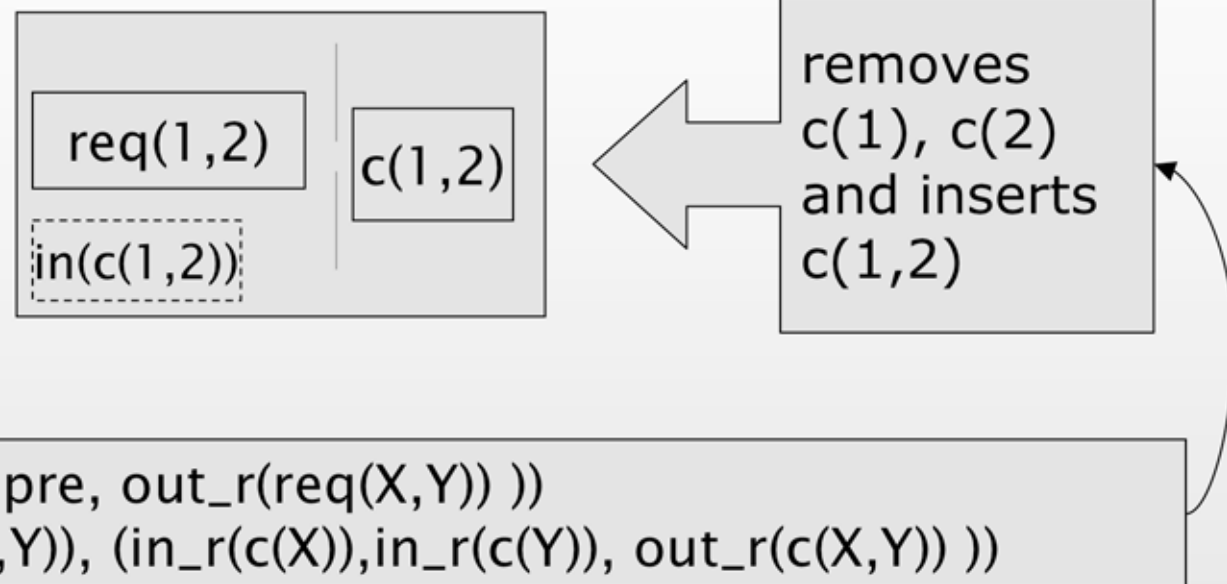 req(1,2)
c(1,2)
in(c(1,2))
removes
c(1), c(2)
and inserts
c(1,2)
pre, out_r(req(X,Y)) ))
,Y)), (in_r(c(X)),in_r(c(Y)), out_r(c(X,Y)) ))